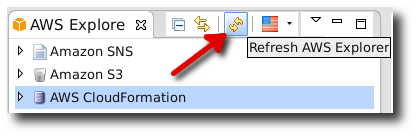 AWS Explore
Refresh AWS Explorer
Amazon SNS
Amazon S3
AWS CloudFormation